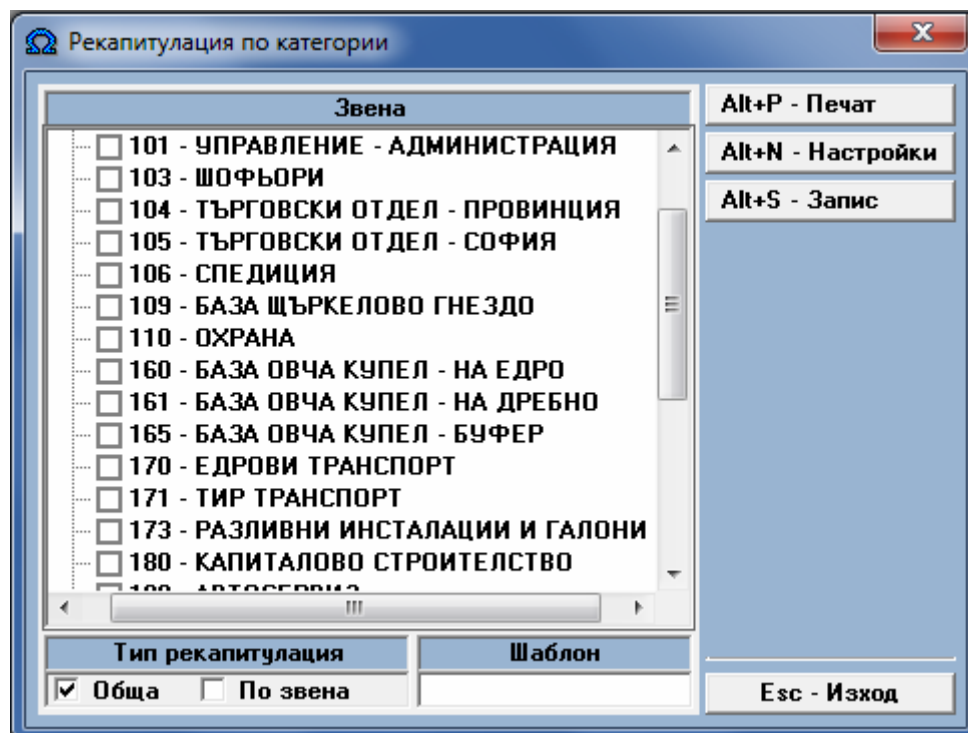 Рекапитулация по категории
Звена
101 - УПРАВЛЕНИЕ - АДМИНИСТРАЦИЯ
103 - ШОФЬОРИ
104 - ТЪРГОВСКИ ОТДЕЛ - ПРОВИНЦИЯ
105 - ТЪРГОВСКИ ОТДЕЛ - СОФИЯ
106 - СПЕДИЦИЯ
109 - БАЗА ЩЪРКЕЛОВО ГНЕЗДО
110 - ОХРАНА
160 - БАЗА ОВЧА КУПЕЛ - НА ЕДРО
161 - БАЗА ОВЧА КУПЕЛ - НА ДРЕБНО
165 - БАЗА ОВЧА КУПЕЛ - БУФЕР
170 - ЕДРОВИ ТРАНСПОРТ
171 - ТИР ТРАНСПОРТ
173 - РАЗЛИВНИ ИНСТАЛАЦИИ И ГАЛОНИ
180 - КАПИТАЛОВО СТРОИТЕЛСТВО
Тип рекапитулация
Шаблон
Обща
По звена
Alt+P - Печат
Alt+N - Настройки
Alt+S - Запис
Esc - Изход